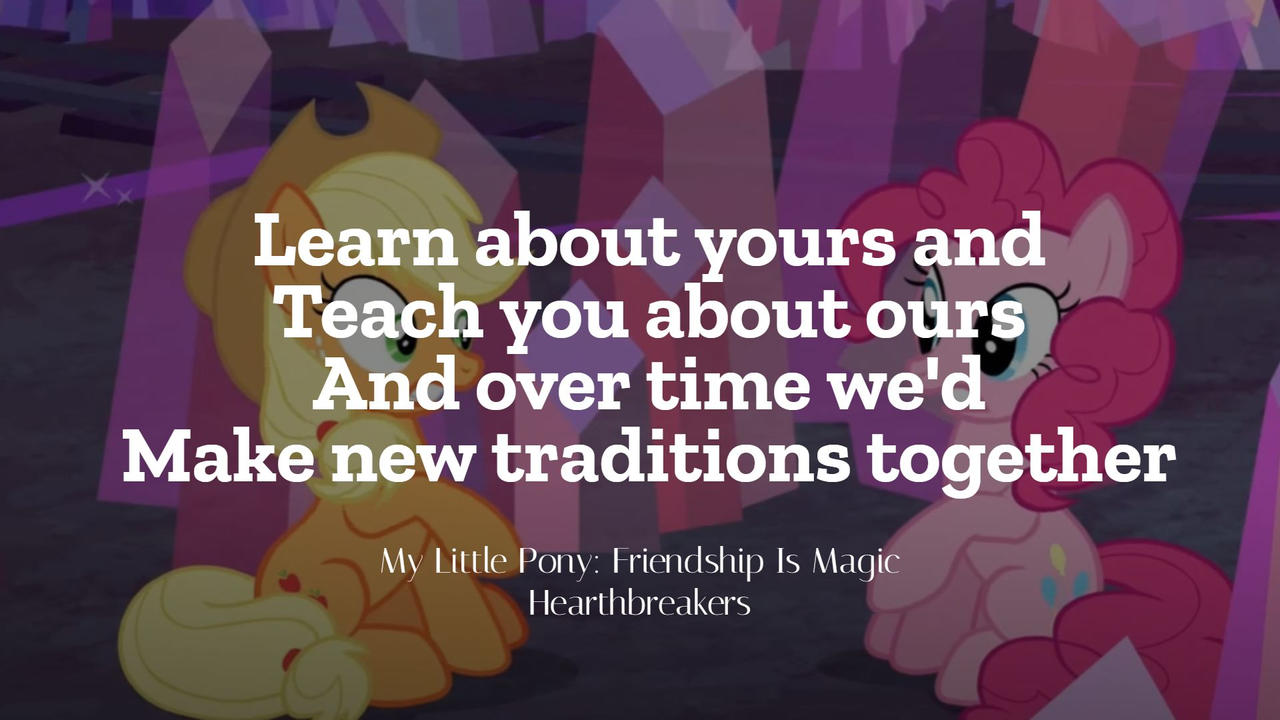 Learn about yours and
Teach you about ours
And over time we'd
Make new traditions together
My Little Pony: Friendship Is Magic
Hearthbreakers